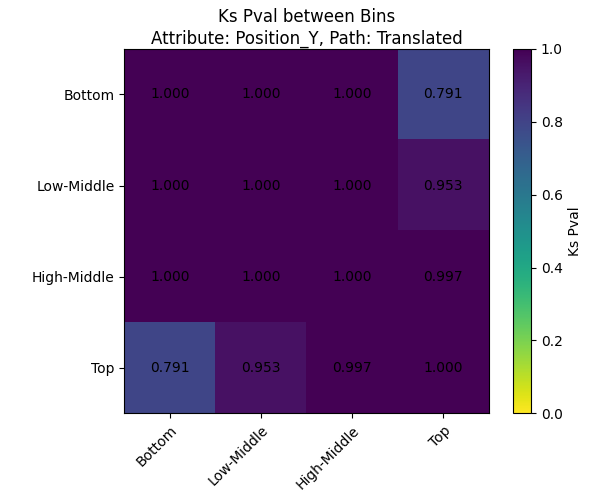 Ks Pval between Bins
Attribute: Position_Y, Path: Translated
Bottom 1.000 1.000 1.000 0.791
Low-Middle 1.000 1.000 1.000 0.953
High-Middle 1.000 1.000 1.000 0.997
Top 0.791 0.953 0.997 1.000
Bottom Low-Middle High-Middle Top
1.0
0.8
0.6
0.4
0.2
0.0
Ks Pval